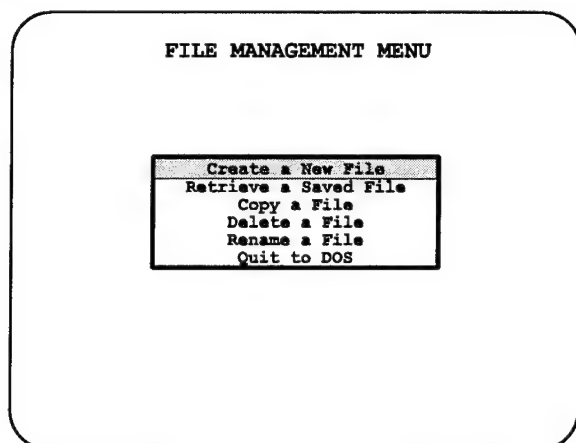 FILE MANAGEMENT MENU
Create a New File
Retrieve a Saved File
Copy a File
Delete a File
Rename a File
Quit to DOS